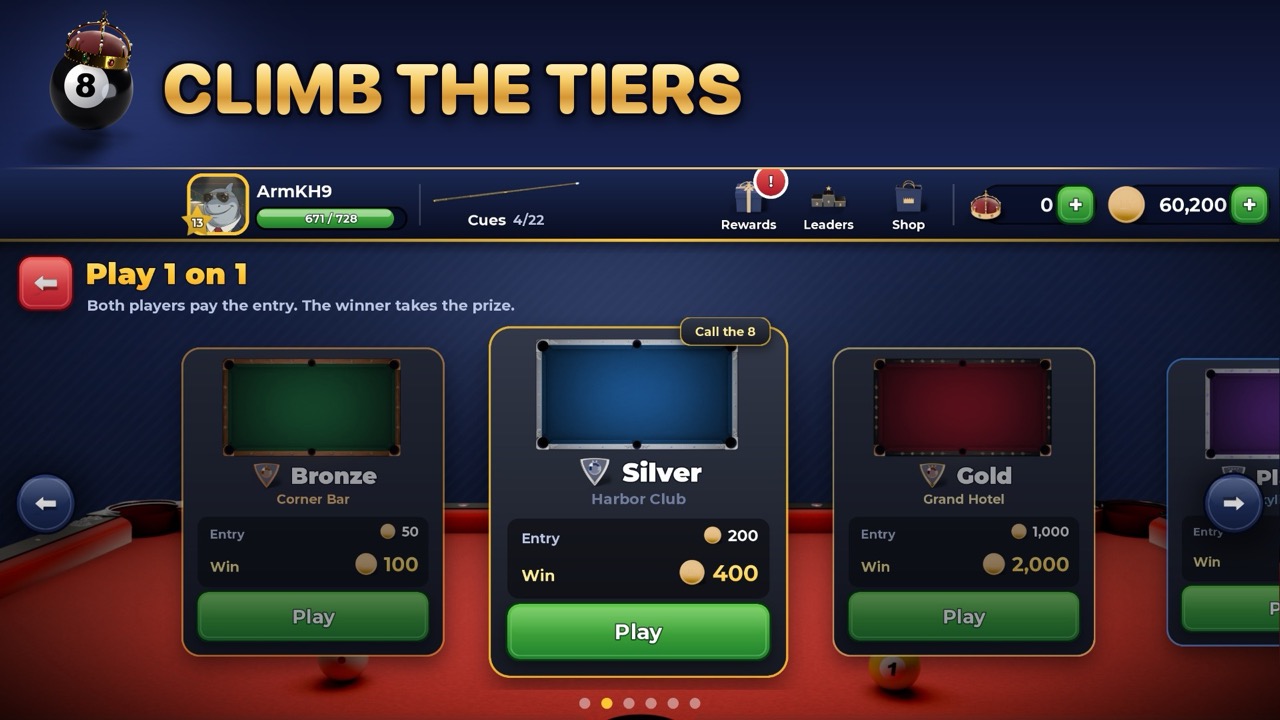 8
CLIMB THE TIERS
ArmKH9
13
671 / 728
Cues 4/22
!
Rewards
Leaders
Shop
0 +
60,200 +
Play 1 on 1
Both players pay the entry. The winner takes the prize.
Call the 8
Bronze
Corner Bar
Entry 50
Win 100
Play
Silver
Harbor Club
Entry 200
Win 400
Play
Gold
Grand Hotel
Entry 1,000
Win 2,000
Play
Entry
Win
1